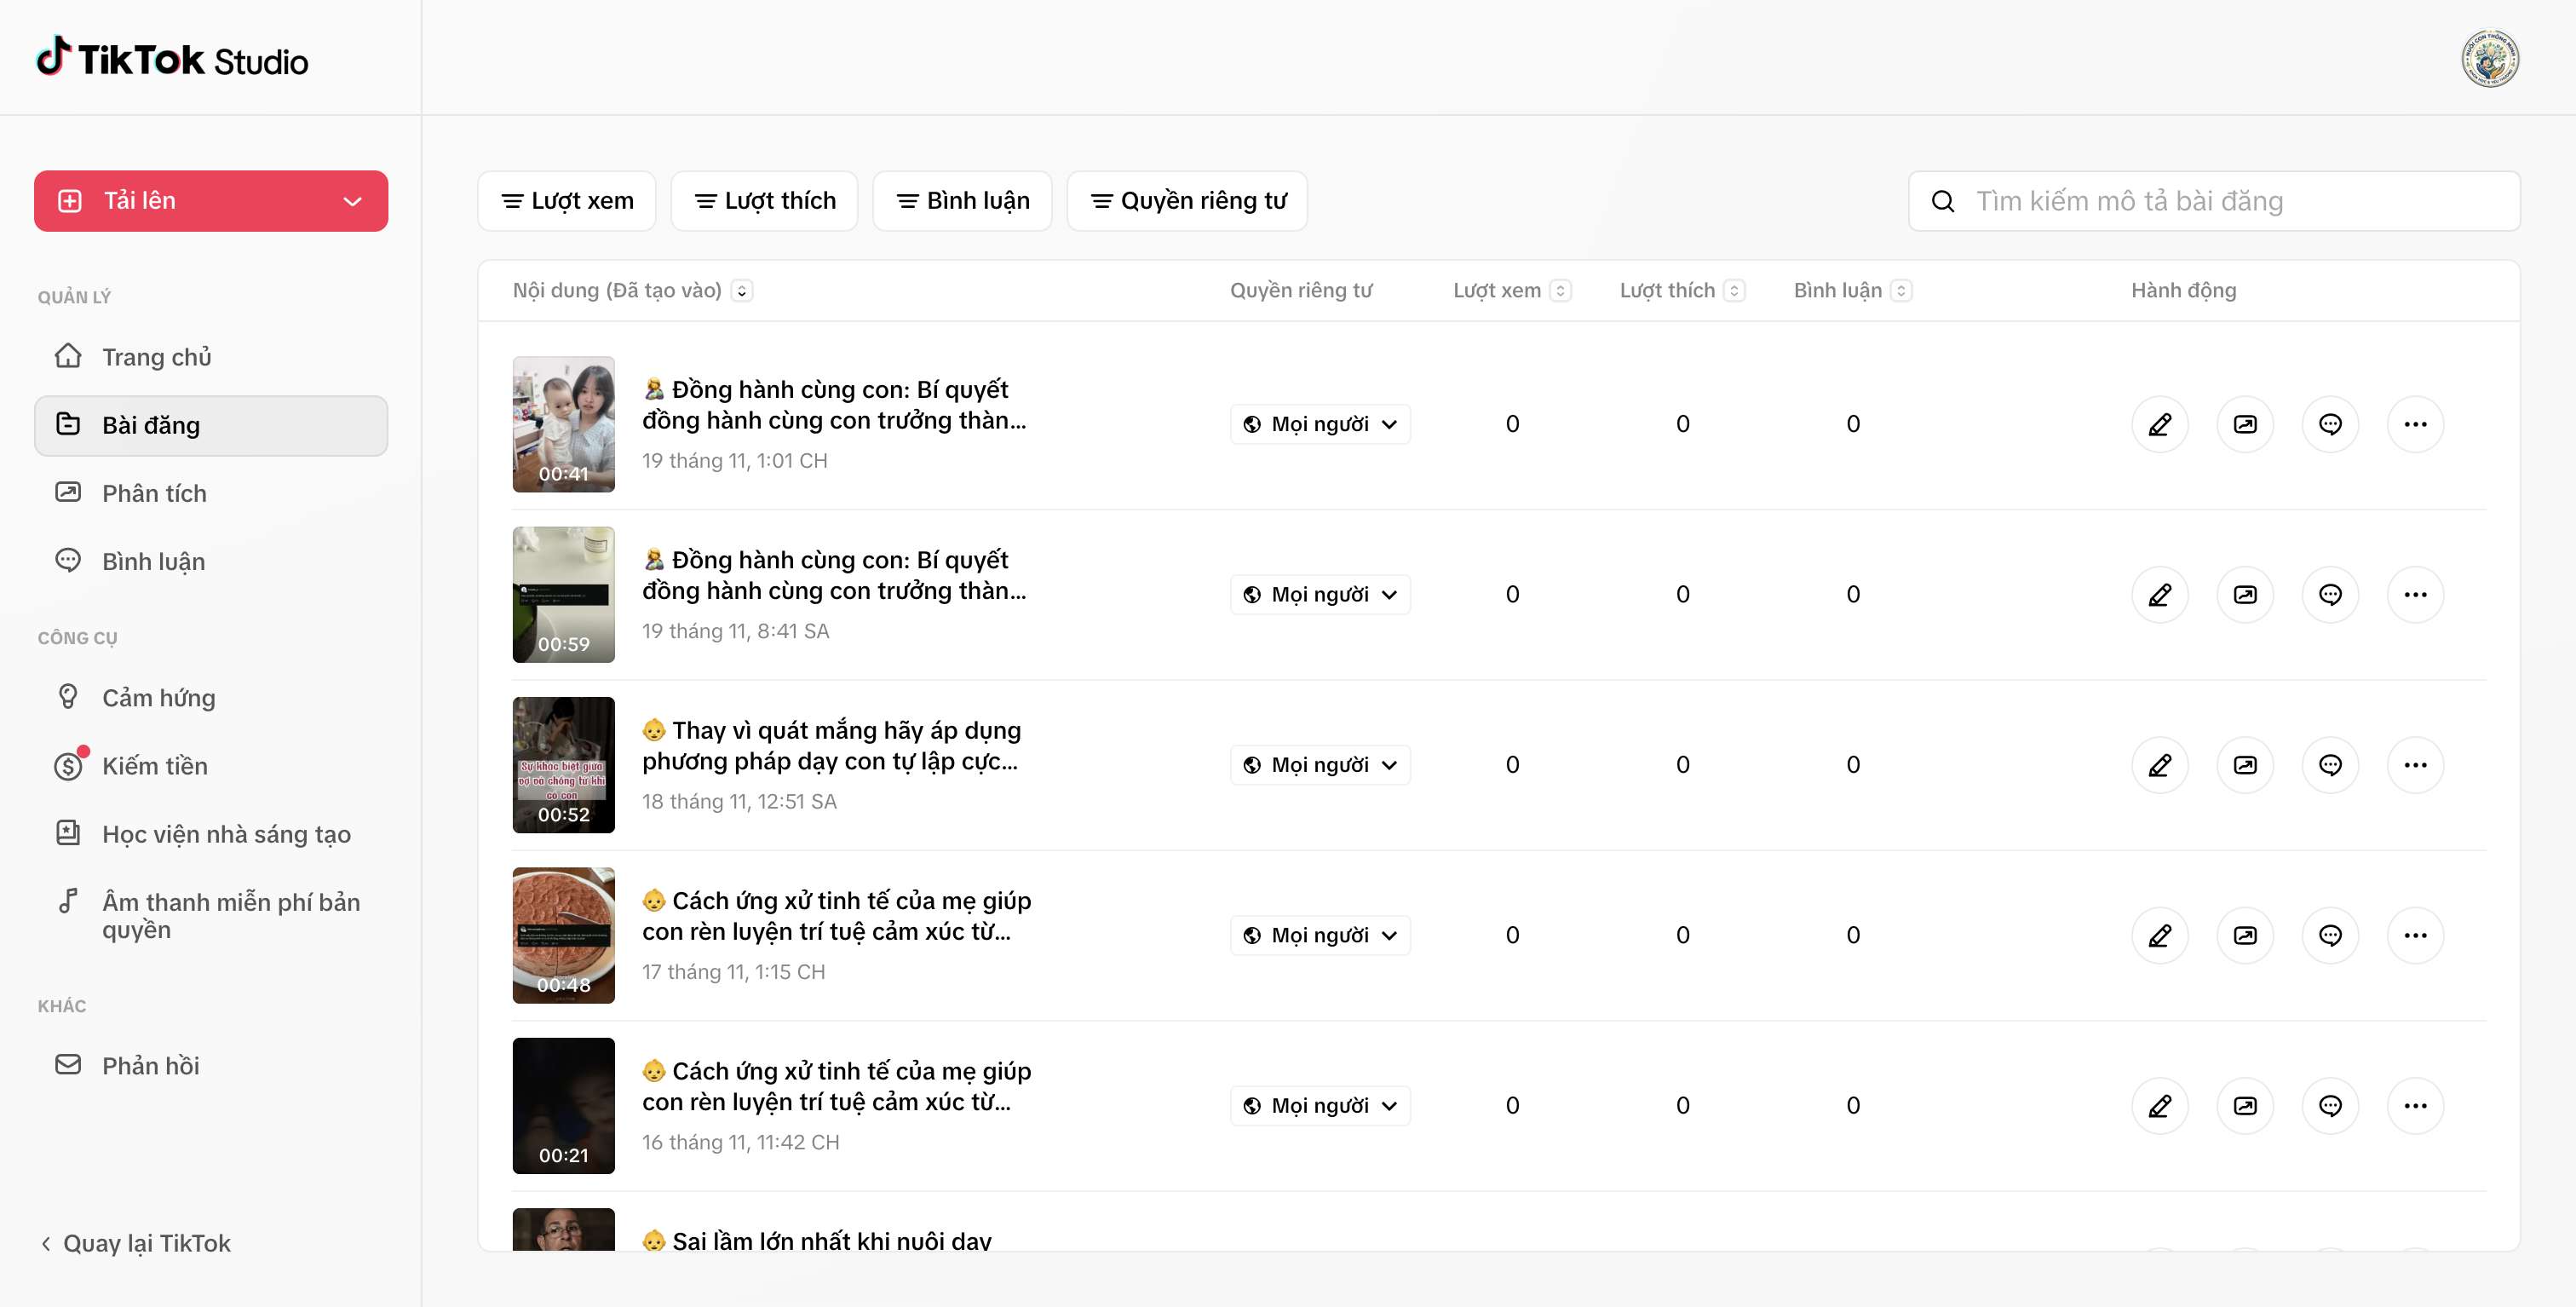 TikTok Studio
Tải lên
QUẢN LÝ
Trang chủ
Bài đăng
Phân tích
Bình luận
CÔNG CỤ
Cảm hứng
Kiếm tiền
Học viện nhà sáng tạo
Âm thanh miễn phí bản
quyền
KHÁC
Phản hồi
Quay lại TikTok
Lượt xem Lượt thích Bình luận Quyền riêng tư
Tìm kiếm mô tả bài đăng
Nội dung (Đã tạo vào) Quyền riêng tư Lượt xem Lượt thích Bình luận Hành động
00:41
🤱 Đồng hành cùng con: Bí quyết
đồng hành cùng con trưởng thàn...
19 tháng 11, 1:01 CH
Mọi người 0 0 0
00:59
🤱 Đồng hành cùng con: Bí quyết
đồng hành cùng con trưởng thàn...
19 tháng 11, 8:41 SA
Mọi người 0 0 0
Sự khác biệt giữa
vợ và chồng từ khi
có con
00:52
👶 Thay vì quát mắng hãy áp dụng
phương pháp dạy con tự lập cực...
18 tháng 11, 12:51 SA
Mọi người 0 0 0
00:48
👶 Cách ứng xử tinh tế của mẹ giúp
con rèn luyện trí tuệ cảm xúc từ...
17 tháng 11, 1:15 CH
Mọi người 0 0 0
00:21
👶 Cách ứng xử tinh tế của mẹ giúp
con rèn luyện trí tuệ cảm xúc từ...
16 tháng 11, 11:42 CH
Mọi người 0 0 0
👶 Sai lầm lớn nhất khi nuôi dạy